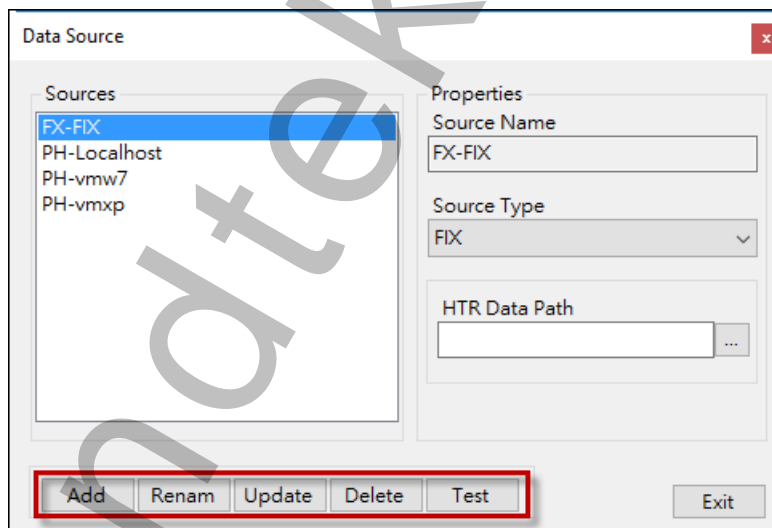 Data Source
x
Sources
FX-FIX
PH-Localhost
PH-vmw7
PH-vmxp
Properties
Source Name
FX-FIX
Source Type
FIX
HTR Data Path
...
Add Renam Update Delete Test
Exit
ndtek